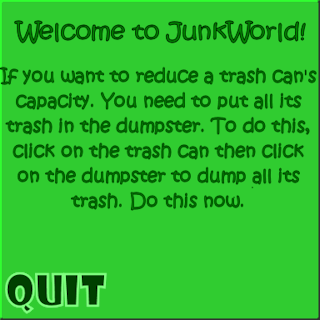 Welcome to JunkWorld!
If you want to reduce a trash can's
capacity. You need to put all its
trash in the dumpster. To do this,
click on the trash can then click
on the dumpster to dump all its
trash. Do this now.
QUIT